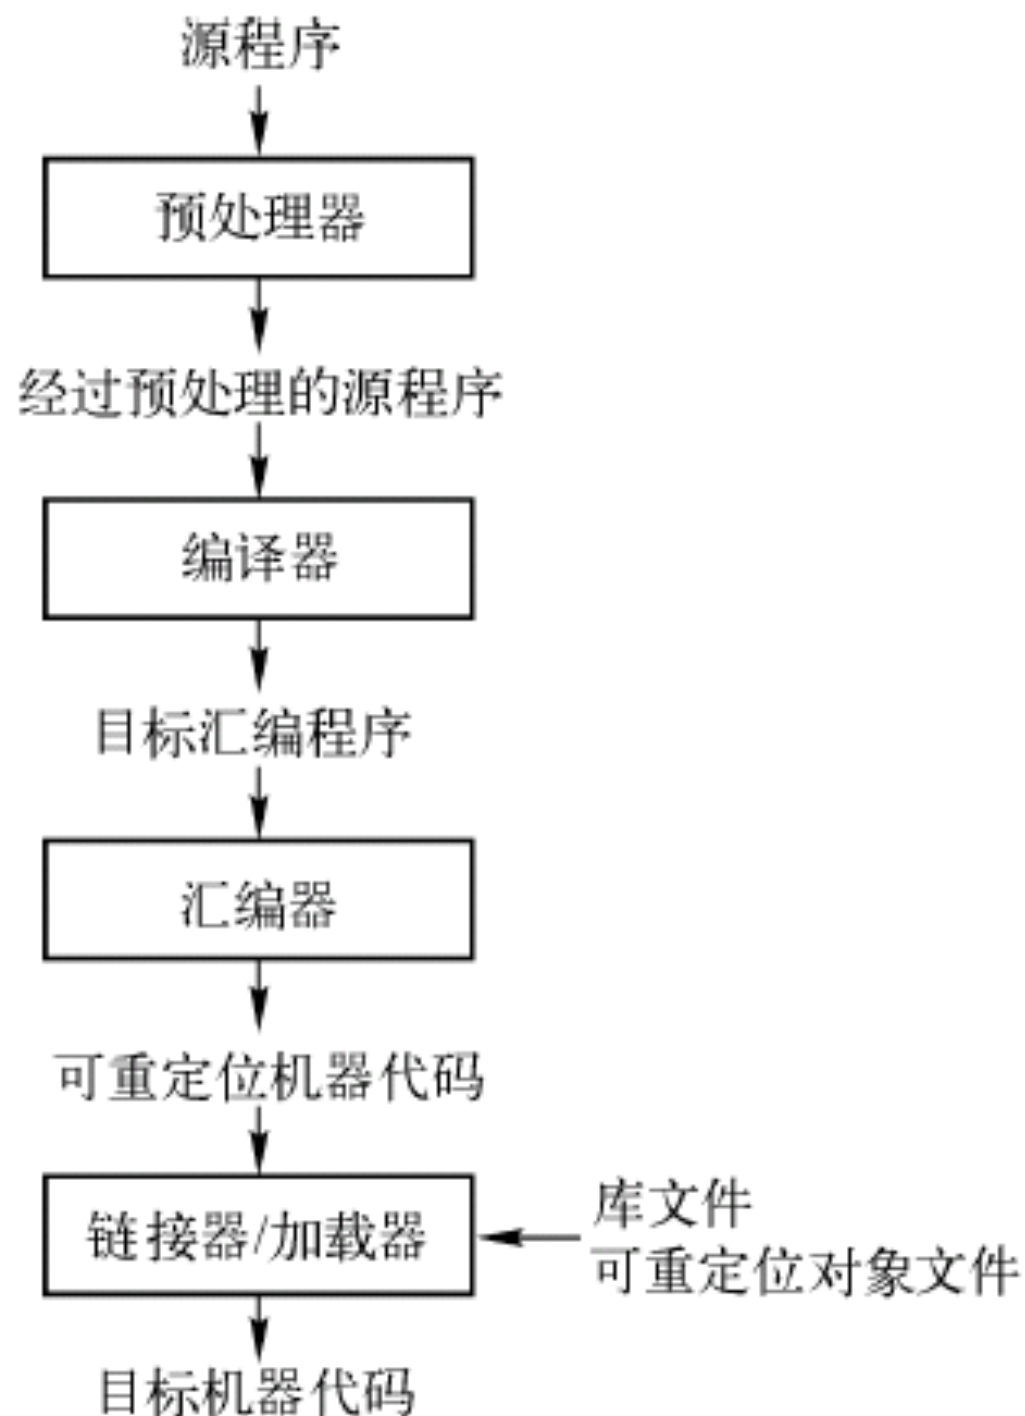 源程序
预处理器
经过预处理的源程序
编译器
目标汇编程序
汇编器
可重定位机器代码
链接器/加载器
库文件
可重定位对象文件
目标机器代码